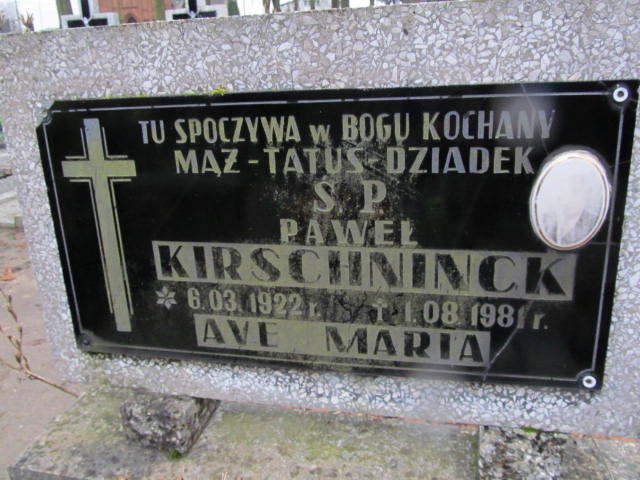 TU SPOCZYWA w BOGU KOCHANY
MĄŻ - TATUŚ - DZIADEK
S P
PAWEŁ
KIRSCHNINCK
6.03.1922 r. 1.08.1981 r.
AVE MARIA